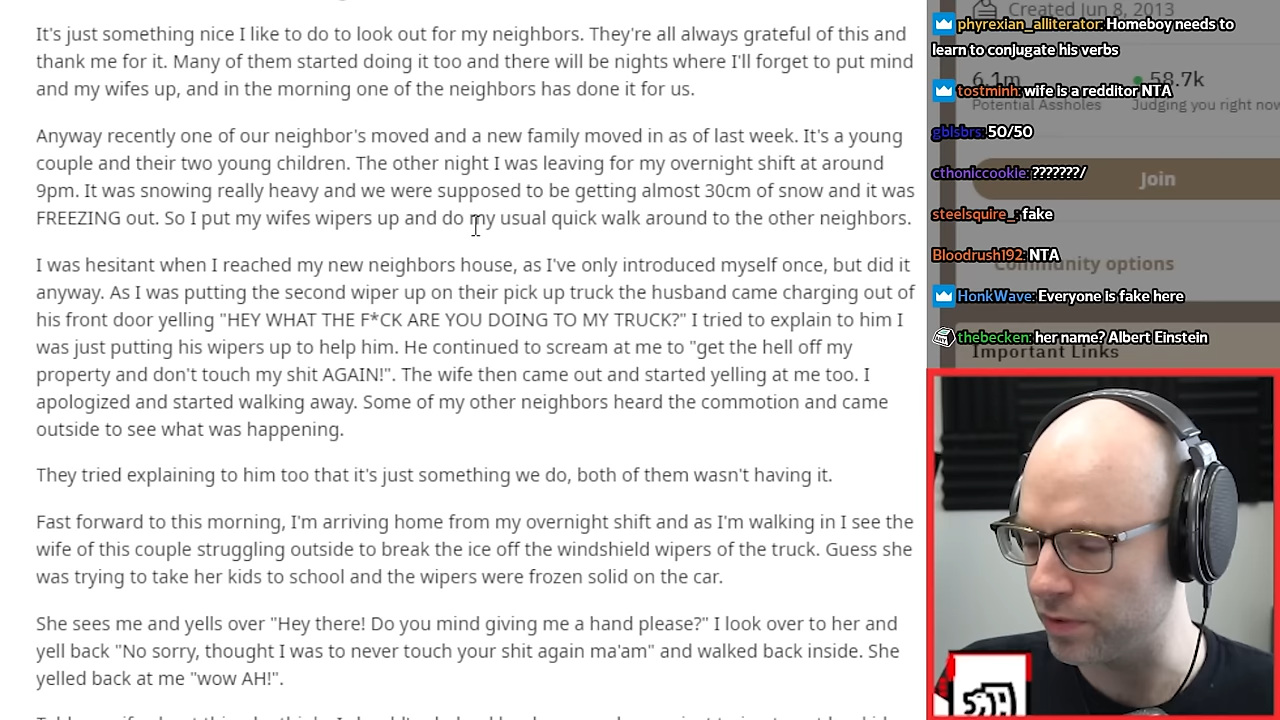 It's just something nice I like to do to look out for my neighbors. They're all always grateful of this and
thank me for it. Many of them started doing it too and there will be nights where I'll forget to put mind
and my wifes up, and in the morning one of the neighbors has done it for us.
Anyway recently one of our neighbor's moved and a new family moved in as of last week. It's a young
couple and their two young children. The other night I was leaving for my overnight shift at around
9pm. It was snowing really heavy and we were supposed to be getting almost 30cm of snow and it was
FREEZING out. So I put my wifes wipers up and do my usual quick walk around to the other neighbors.
I was hesitant when I reached my new neighbors house, as I've only introduced myself once, but did it
anyway. As I was putting the second wiper up on their pick up truck the husband came charging out of
his front door yelling "HEY WHAT THE F*CK ARE YOU DOING TO MY TRUCK?" I tried to explain to him I
was just putting his wipers up to help him. He continued to scream at me to "get the hell off my
property and don't touch my shit AGAIN!". The wife then came out and started yelling at me too. I
apologized and started walking away. Some of my other neighbors heard the commotion and came
outside to see what was happening.
They tried explaining to him too that it's just something we do, both of them wasn't having it.
Fast forward to this morning, I'm arriving home from my overnight shift and as I'm walking in I see the
wife of this couple struggling outside to break the ice off the windshield wipers of the truck. Guess she
was trying to take her kids to school and the wipers were frozen solid on the car.
She sees me and yells over "Hey there! Do you mind giving me a hand please?" I look over to her and
yell back "No sorry, thought I was to never touch your shit again ma'am" and walked back inside. She
yelled back at me "wow AH!".
Created Jun 8, 2013
phyrexian_alliterator: Homeboy needs to
learn to conjugate his verbs
6.1m 58.7k
tostminh: wife is a redditor NTA
Potential Assholes Judging you right now
gblsbrs: 50/50
cthoniccookie: ???????/
Join
steelsquire_: fake
Bloodrush192: NTA
Community options
HonkWave: Everyone is fake here
thebecken: her name? Albert Einstein
Important Links